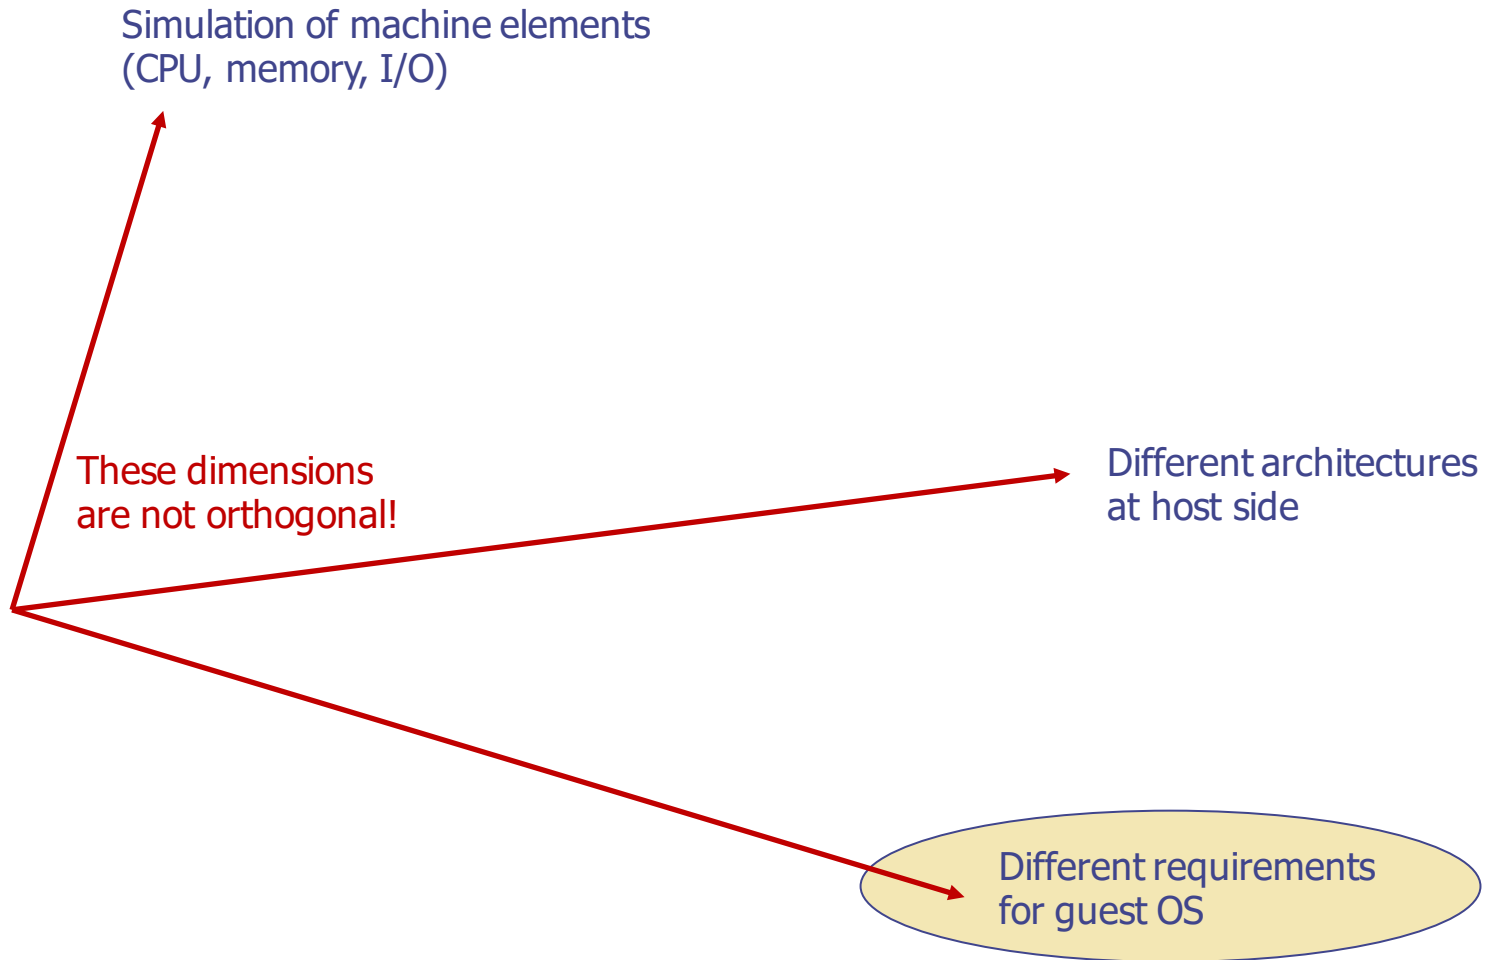 Simulation of machine elements
(CPU, memory, I/O)
These dimensions
are not orthogonal!
Different architectures
at host side
Different requirements
for guest OS